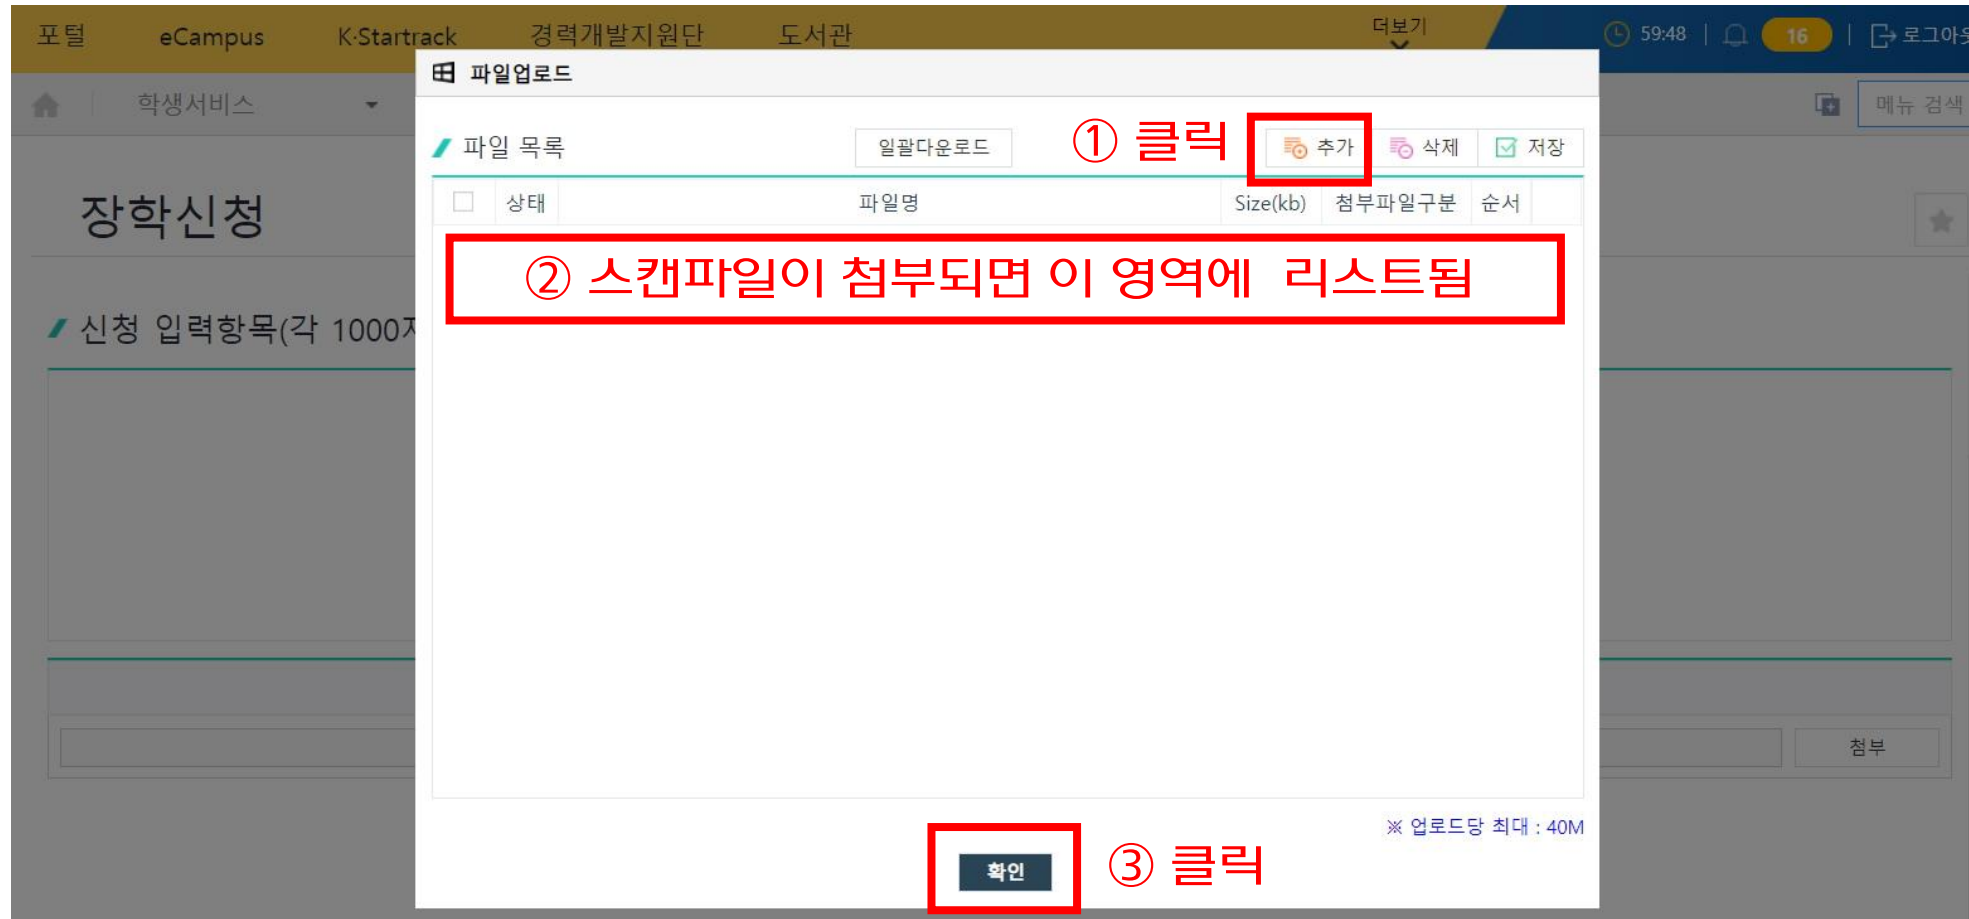 포털 eCampus K·Startrack 경력개발지원단 도서관 더보기 59:48 16 로그아웃
파일업로드
학생서비스 메뉴 검색
파일 목록 일괄다운로드 ① 클릭 추가 삭제 저장
상태 파일명 Size(kb) 첨부파일구분 순서
장학신청
② 스캔파일이 첨부되면 이 영역에 리스트됨
신청 입력항목(각 1000자
첨부
※ 업로드당 최대 : 40M
확인 ③ 클릭